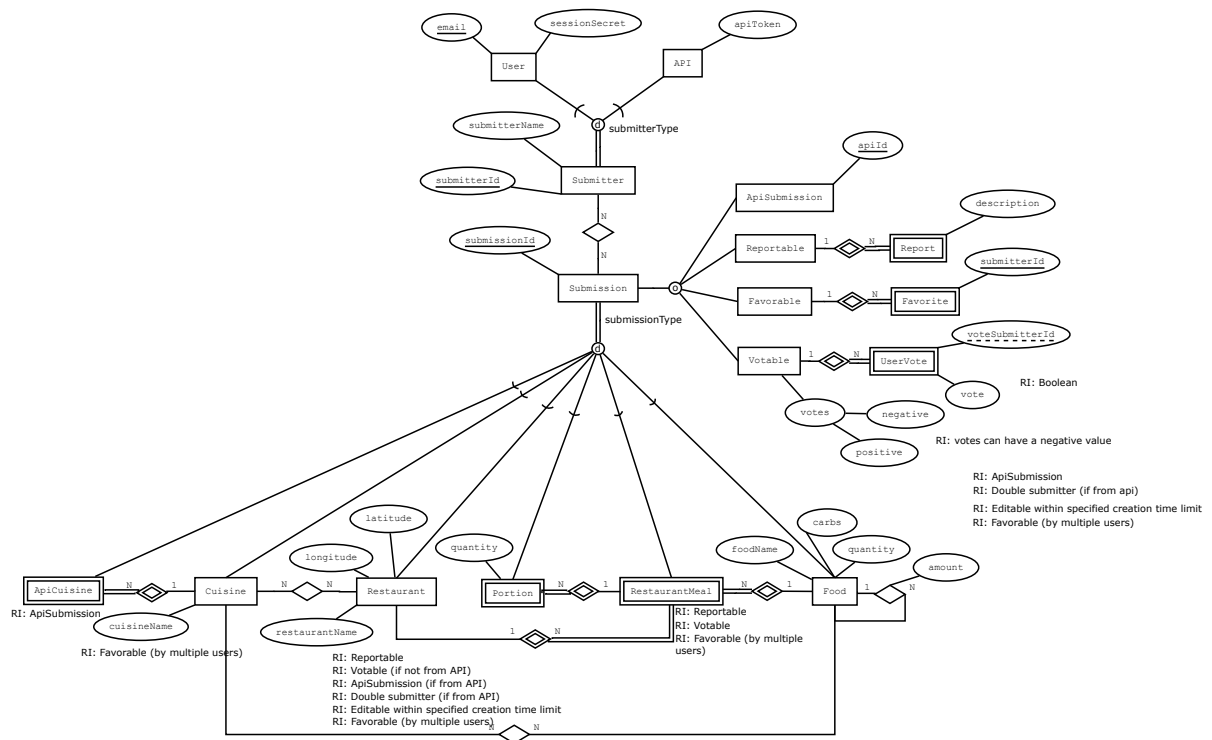 email
sessionSecret
apiToken
User
API
d
submitterType
submitterName
apiId
submitterId
Submitter
ApiSubmission
description
N
submissionId
Reportable
1
N
Report
N
submitterId
Submission
o
Favorable
1
N
Favorite
submissionType
voteSubmitterId
d
Votable
1
N
UserVote
RI: Boolean
vote
votes
negative
RI: votes can have a negative value
positive
RI: ApiSubmission
RI: Double submitter (if from api)
RI: Editable within specified creation time limit
RI: Favorable (by multiple users)
latitude
carbs
longitude
quantity
foodName
quantity
amount
ApiCuisine
N
1
Cuisine
N
N
Restaurant
Portion
N
1
RestaurantMeal
N
1
Food
1
N
RI: ApiSubmission
cuisineName
restaurantName
1
N
RI: Reportable
RI: Votable
RI: Favorable (by multiple
users)
RI: Favorable (by multiple users)
RI: Reportable
RI: Votable (if not from API)
RI: ApiSubmission (if from API)
RI: Double submitter (if from API)
RI: Editable within specified creation time limit
RI: Favorable (by multiple users)
N
N